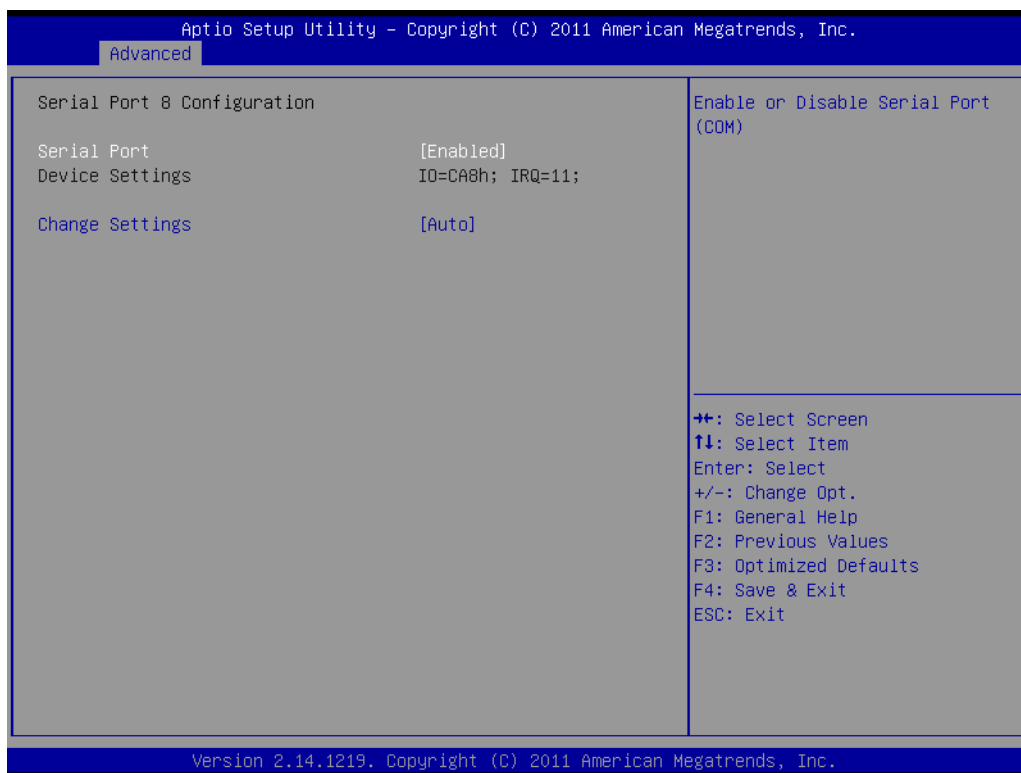 Aptio Setup Utility – Copyright (C) 2011 American Megatrends, Inc.
Advanced
Serial Port 8 Configuration
Serial Port [Enabled]
Device Settings IO=CA8h; IRQ=11;
Change Settings [Auto]
Enable or Disable Serial Port
(COM)
→←: Select Screen
↑↓: Select Item
Enter: Select
+/-: Change Opt.
F1: General Help
F2: Previous Values
F3: Optimized Defaults
F4: Save & Exit
ESC: Exit
Version 2.14.1219. Copyright (C) 2011 American Megatrends, Inc.